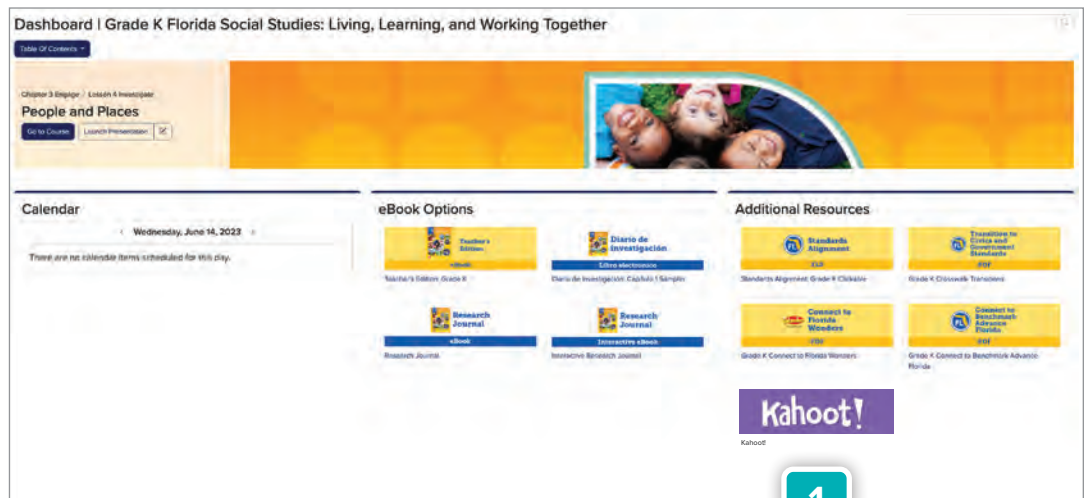 Dashboard | Grade K Florida Social Studies: Living, Learning, and Working Together
Table Of Contents
Chapter 3 Engage / Lesson 4 Investigate
People and Places
Go to Course
Launch Presentation
Calendar
Wednesday, June 14, 2023
There are no calendar items scheduled for this day.
eBook Options
Teacher's
Edition
eBook
Teacher's Edition: Grade K
Diario de
investigación
Libro electrónico
Diario de investigación: Capítulo 1 Sampler
Research
Journal
eBook
Research Journal
Research
Journal
Interactive eBook
Interactive Research Journal
Additional Resources
FL
Standards
Alignment
Standards Alignment: Grade K Clickable
FL
Transition to
Civics and
Government
Standards
PDF
Grade K Crosswalk Transitions
Connect to
Florida
Wonders
PDF
Grade K Connect to Florida Wonders
FL
Connect to
Benchmark
Advance
Florida
PDF
Grade K Connect to Benchmark Advance
Florida
Kahoot!
Kahoot!
1